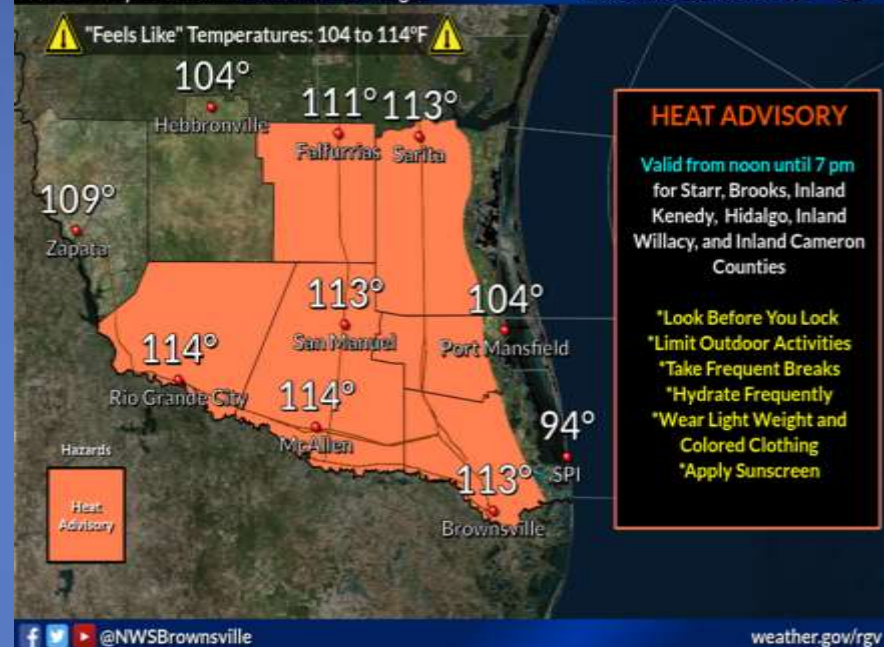 "Feels Like" Temperatures: 104 to 114°F
104°
Hebbronville
111°
Falfurrias
113°
Sarita
109°
Zapata
113°
San Manuel
104°
Port Mansfield
114°
Rio Grande City
114°
McAllen
94°
SPI
113°
Brownsville
Hazards
Heat
Advisory
HEAT ADVISORY
Valid from noon until 7 pm
for Starr, Brooks, Inland
Kenedy, Hidalgo, Inland
Willacy, and Inland Cameron
Counties
*Look Before You Lock
*Limit Outdoor Activities
*Take Frequent Breaks
*Hydrate Frequently
*Wear Light Weight and
Colored Clothing
*Apply Sunscreen
@NWSBrownsville
weather.gov/rgv